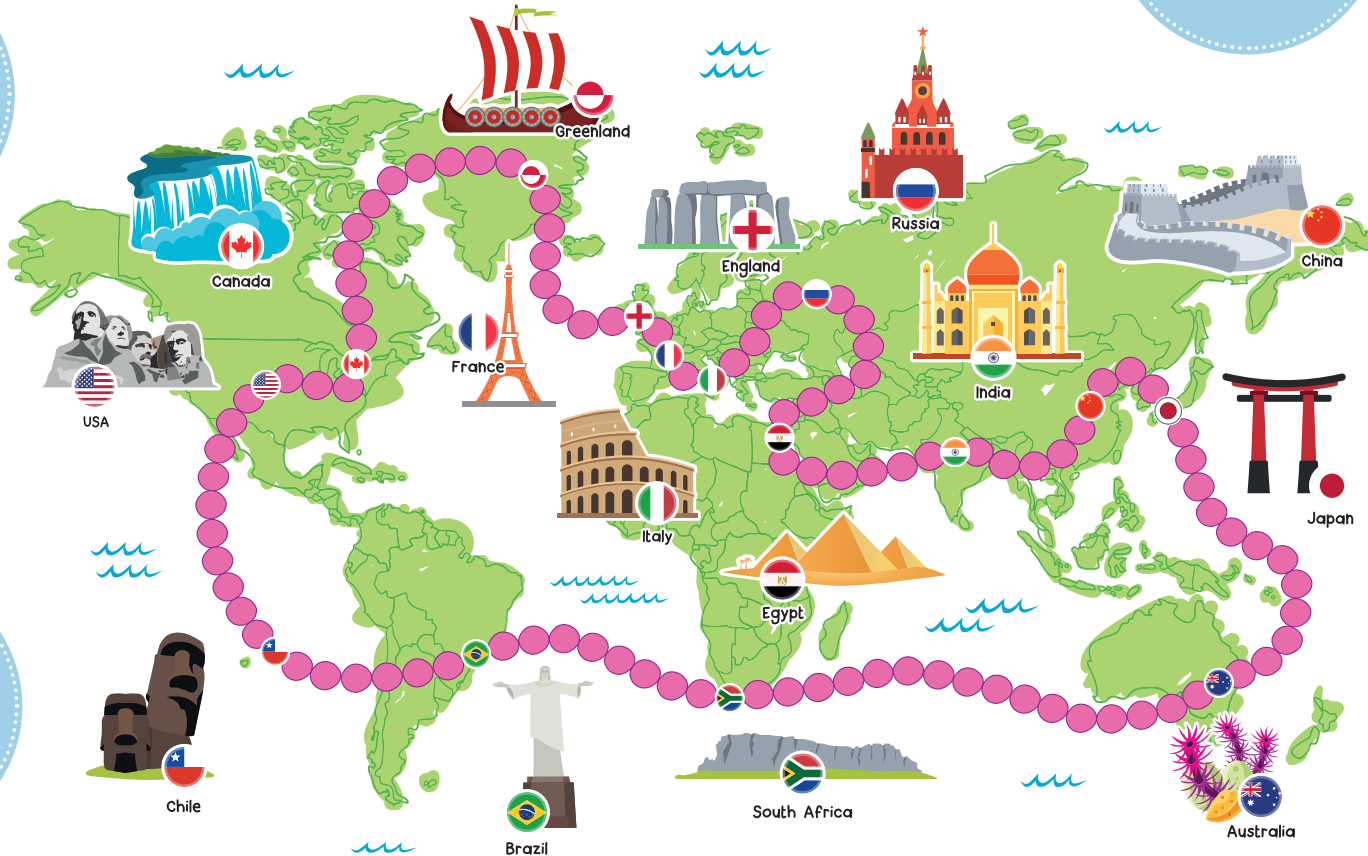 Greenland
Russia
Canada
England
China
France
India
USA
Italy
Japan
Egypt
Chile
South Africa
Brazil
Australia